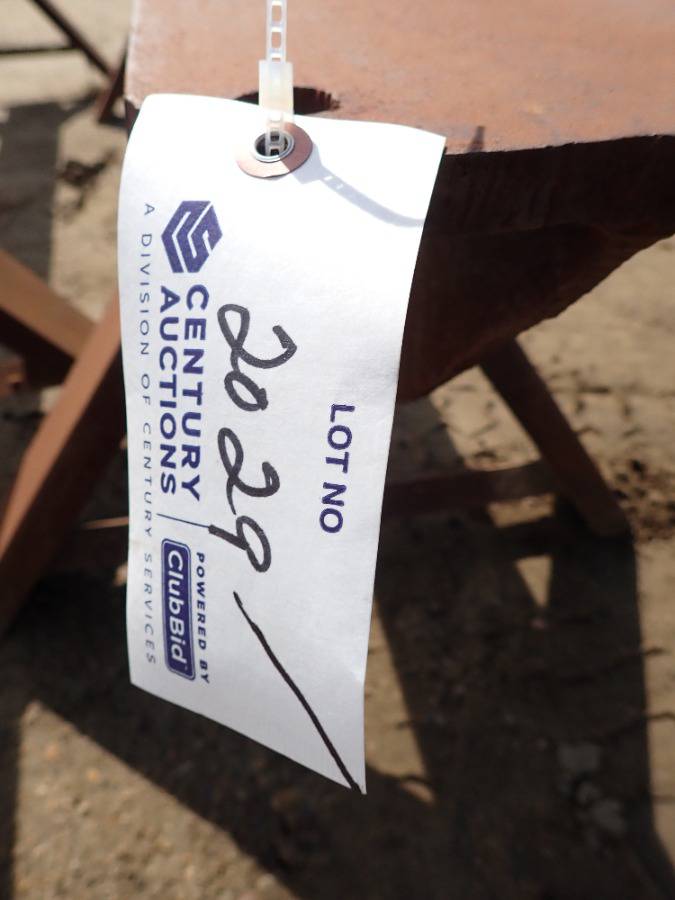 LOT NO
2029/
CENTURY
AUCTIONS
A DIVISION OF CENTURY SERVICES
POWERED BY
ClubBid